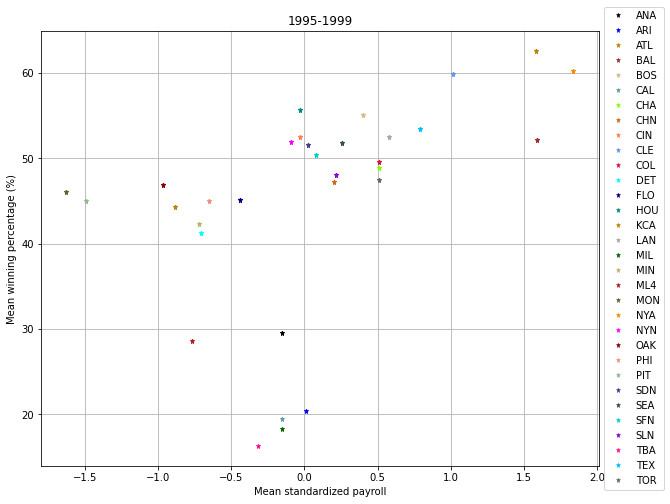 1995-1999
Mean winning percentage (%)
60
50
40
30
20
−1.5 −1.0 −0.5 0.0 0.5 1.0 1.5 2.0
Mean standardized payroll
ANA
ARI
ATL
BAL
BOS
CAL
CHA
CHN
CIN
CLE
COL
DET
FLO
HOU
KCA
LAN
MIL
MIN
ML4
MON
NYA
NYN
OAK
PHI
PIT
SDN
SEA
SFN
SLN
TBA
TEX
TOR